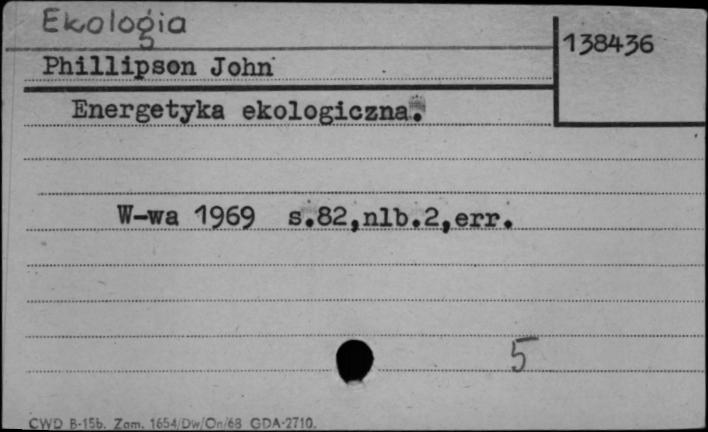 Ekologia
138436
Phillipson John
Energetyka ekologiczna.
W-wa 1969 s.82,nlb.2,err.
5
CWD B-15b. Zam. 1654/Dw/On/68 GDA-2710.